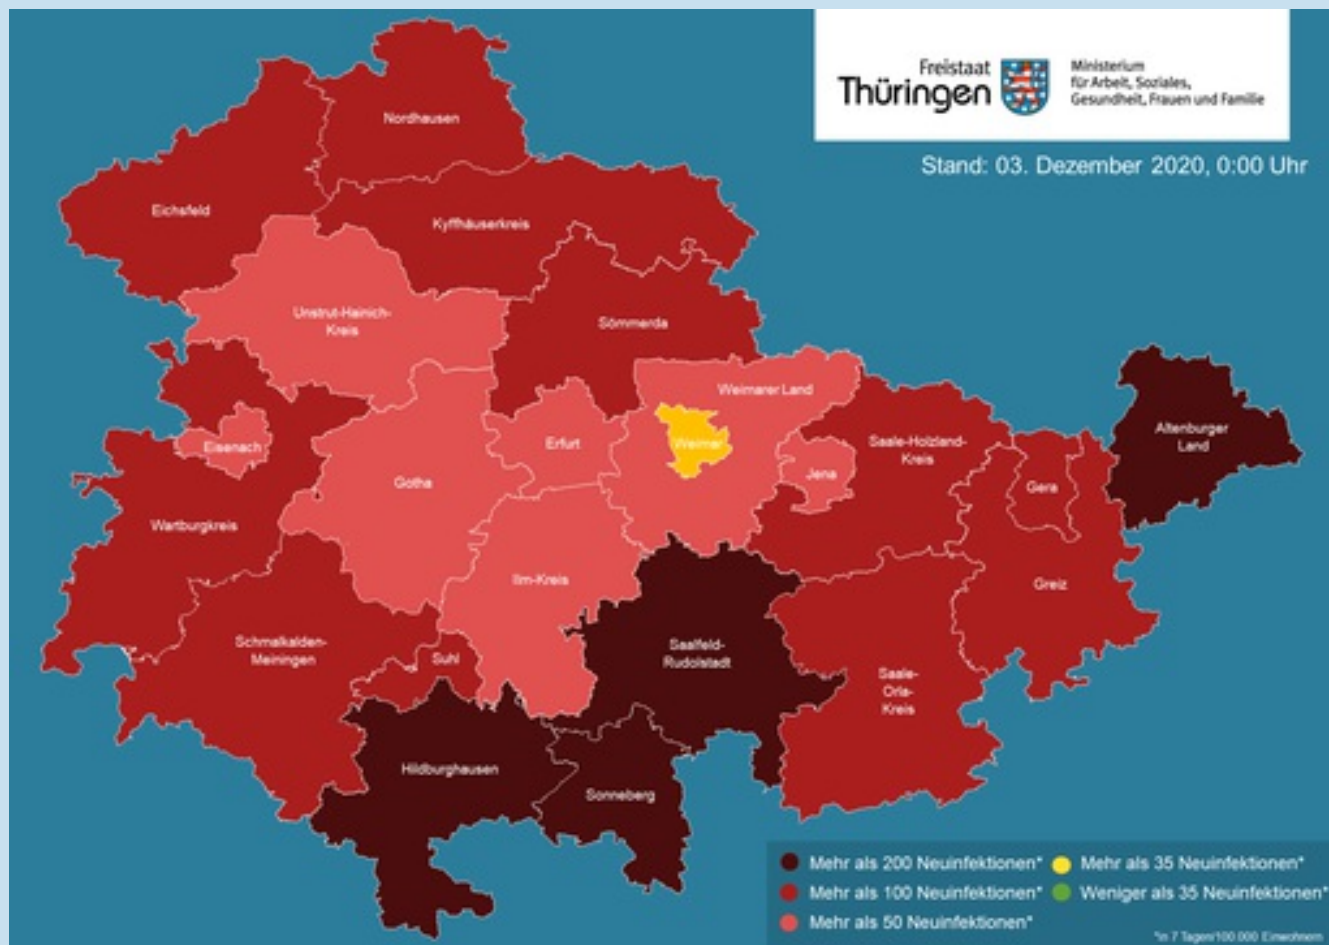 Freistaat
Thüringen
Ministerium
für Arbeit, Soziales,
Gesundheit, Frauen und Familie
Stand: 03. Dezember 2020, 0:00 Uhr
Nordhausen
Eichsfeld
Kyffhäuserkreis
Unstrut-Hainich-
Kreis
Sömmerda
Weimarer Land
Eisenach
Erfurt
Weimar
Saale-Holzland-
Kreis
Altenburger
Land
Gotha
Jena
Gera
Wartburgkreis
Ilm-Kreis
Greiz
Schmalkalden-
Meiningen
Suhl
Saalfeld-
Rudolstadt
Saale-
Orla-
Kreis
Hildburghausen
Sonneberg
Mehr als 200 Neuinfektionen*
Mehr als 35 Neuinfektionen*
Mehr als 100 Neuinfektionen*
Weniger als 35 Neuinfektionen*
Mehr als 50 Neuinfektionen*
*in 7 Tagen/100.000 Einwohnern